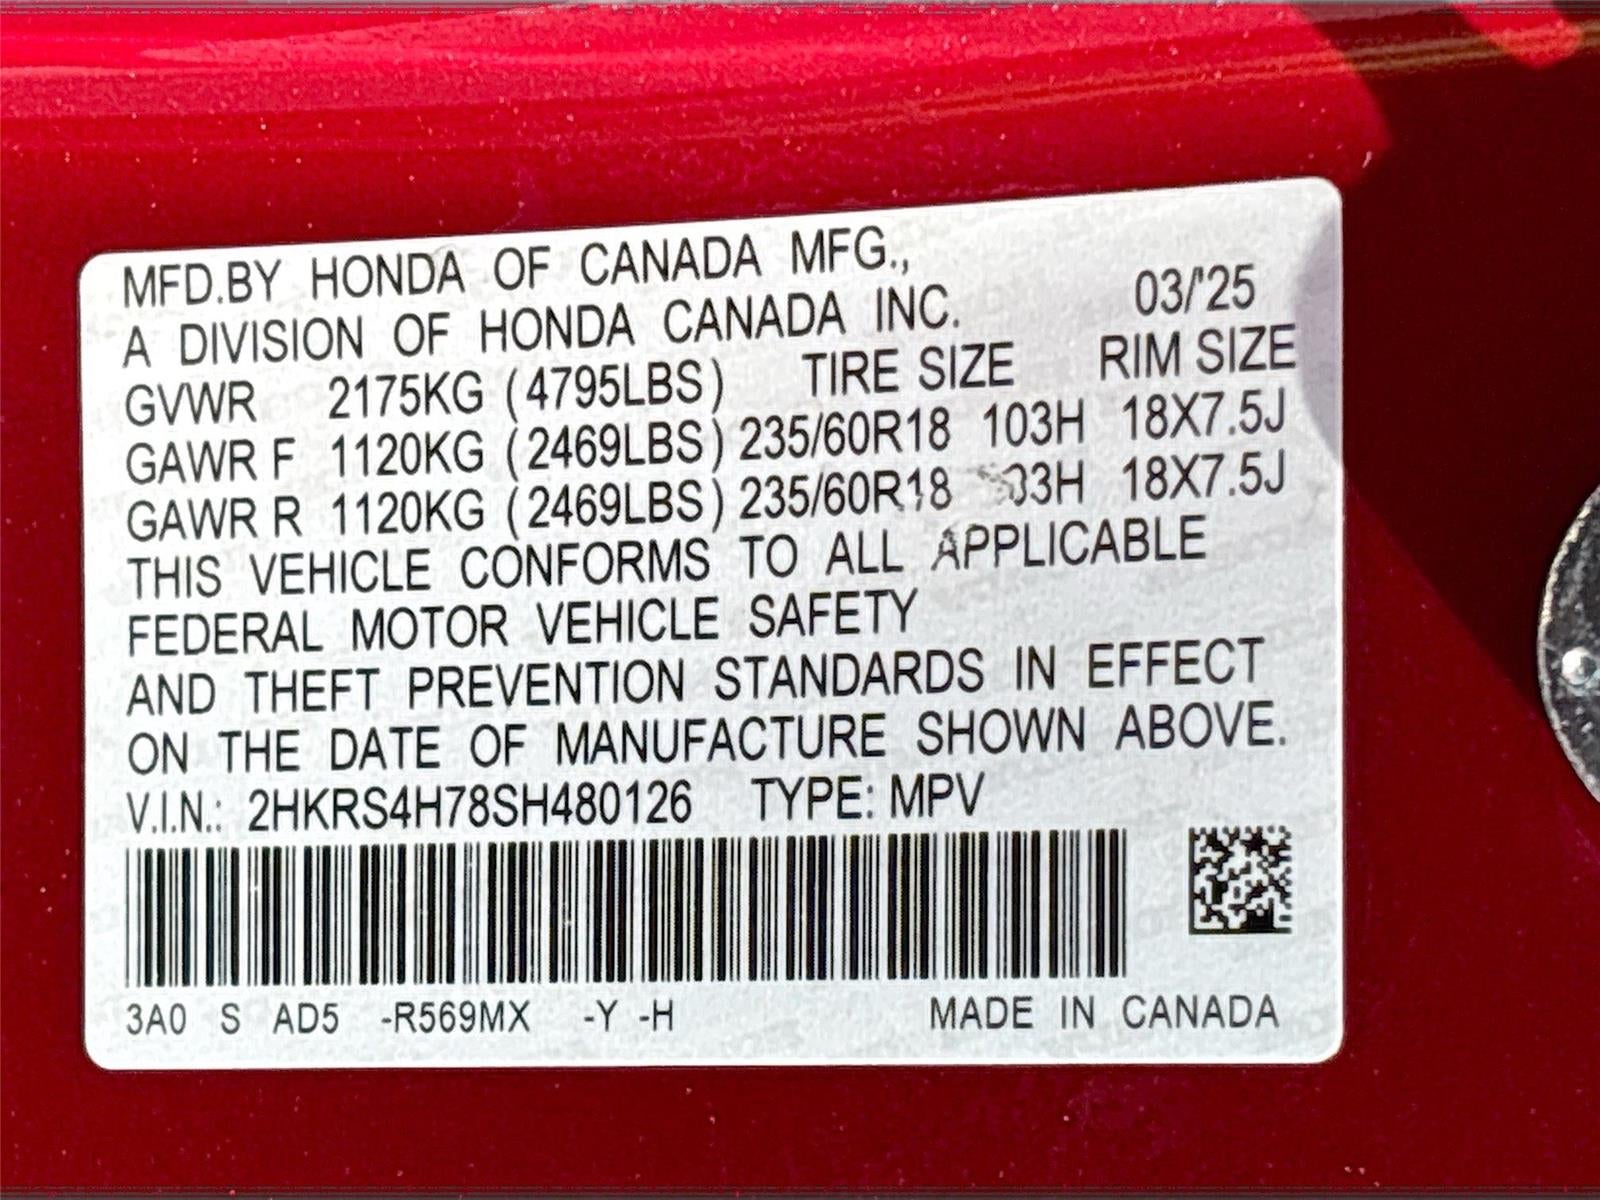 MFD.BY HONDA OF CANADA MFG.,
A DIVISION OF HONDA CANADA INC. 03/'25
GVWR 2175KG (4795LBS) TIRE SIZE RIM SIZE
GAWR F 1120KG (2469LBS) 235/60R18 103H 18X7.5J
GAWR R 1120KG (2469LBS) 235/60R18 103H 18X7.5J
THIS VEHICLE CONFORMS TO ALL APPLICABLE
FEDERAL MOTOR VEHICLE SAFETY
AND THEFT PREVENTION STANDARDS IN EFFECT
ON THE DATE OF MANUFACTURE SHOWN ABOVE.
V.I.N.: 2HKRS4H78SH480126 TYPE: MPV
3A0 S AD5 -R569MX -Y -H MADE IN CANADA